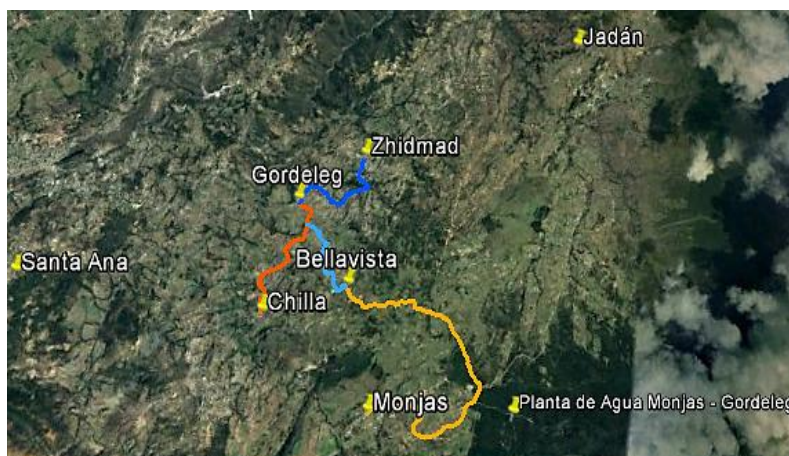 Jadán
Zhidmad
Gordeleg
Santa Ana
Bellavista
Chilla
Monjas
Planta de Agua Monjas - Gordeleg